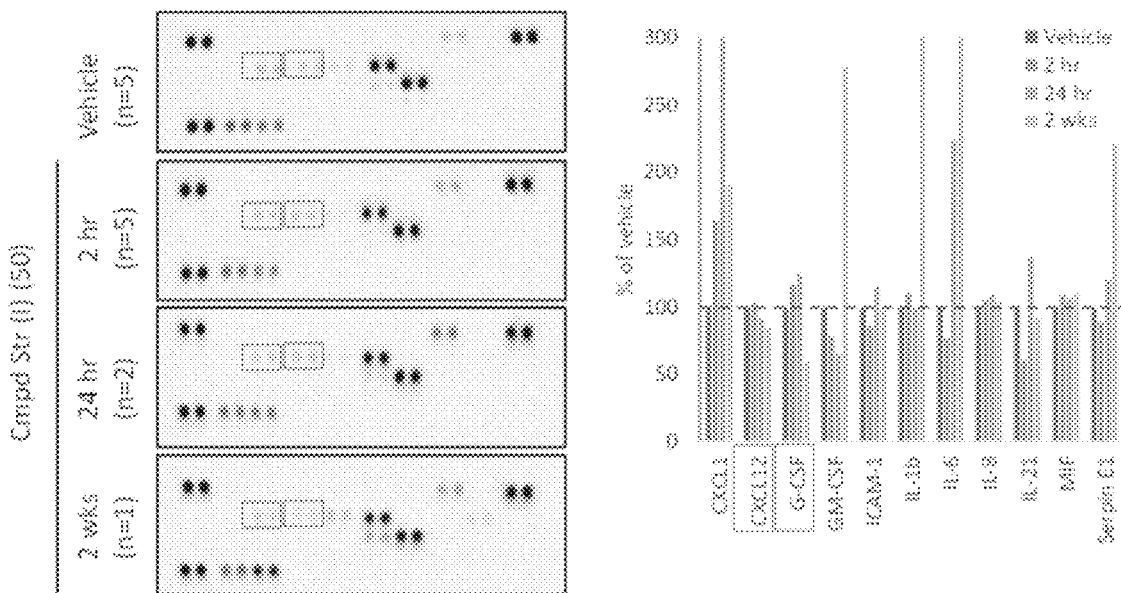 Cmpd Str (I) (50)
Vehicle
(n=5)
2 hr
(n=5)
24 hr
(n=2)
2 wks
(n=1)
% of vehicle
300
250
200
150
100
50
0
Vehicle
2 hr
24 hr
2 wks
CXCL1
CXCL12
G-CSF
GM-CSF
ICAM-1
IL-1b
IL-6
IL-8
IL-21
MIF
Serpin E1